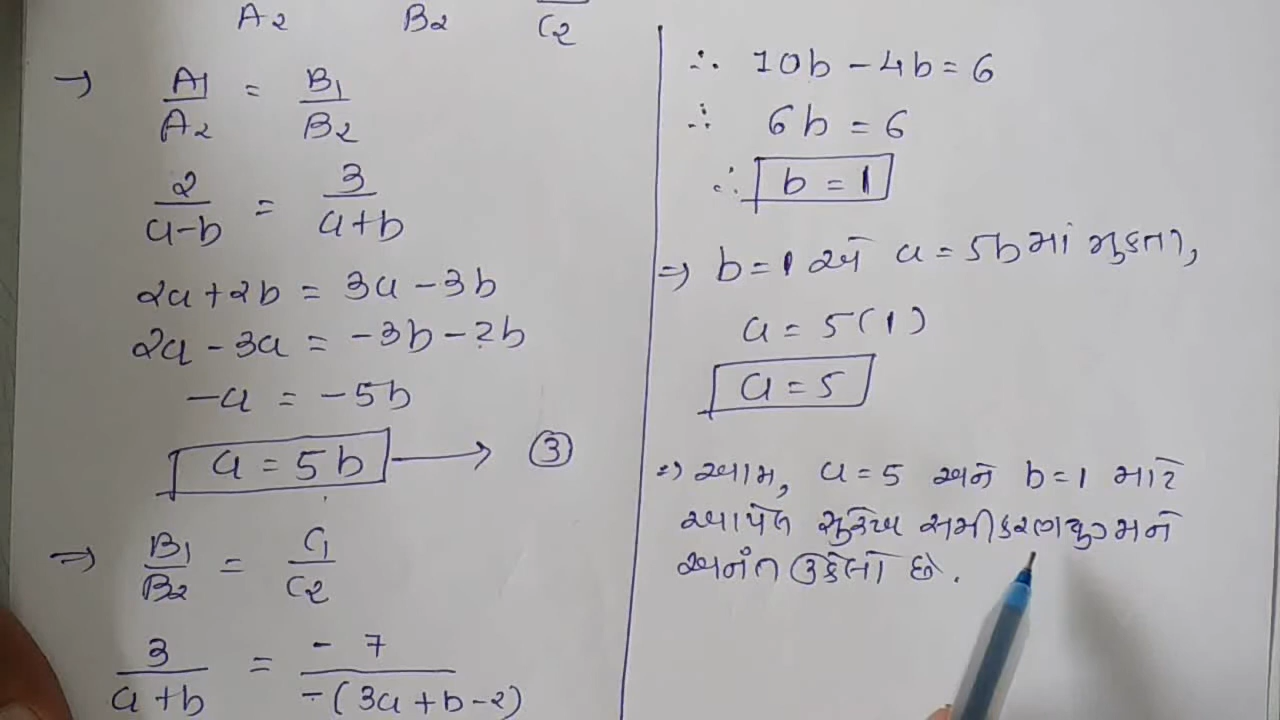 A2 B2 C2
→ A1/A2 = B1/B2
2/(a-b) = 3/(a+b)
2a+2b = 3a-3b
2a-3a = -3b-2b
-a = -5b
a = 5b → ③
⇒ B1/B2 = C1/C2
3/(a+b) = -7/-(3a+b-2)
∴ 10b-4b=6
∴ 6b=6
∴ b=1
⇒ b=1 એ a=5b માં મુકતા,
a=5(1)
a=5
⇒ આમ, a=5 અને b=1 માટે
આપેલ સુરેખ સમીકરણયુગ્મને
અનંત ઉકેલો છે.